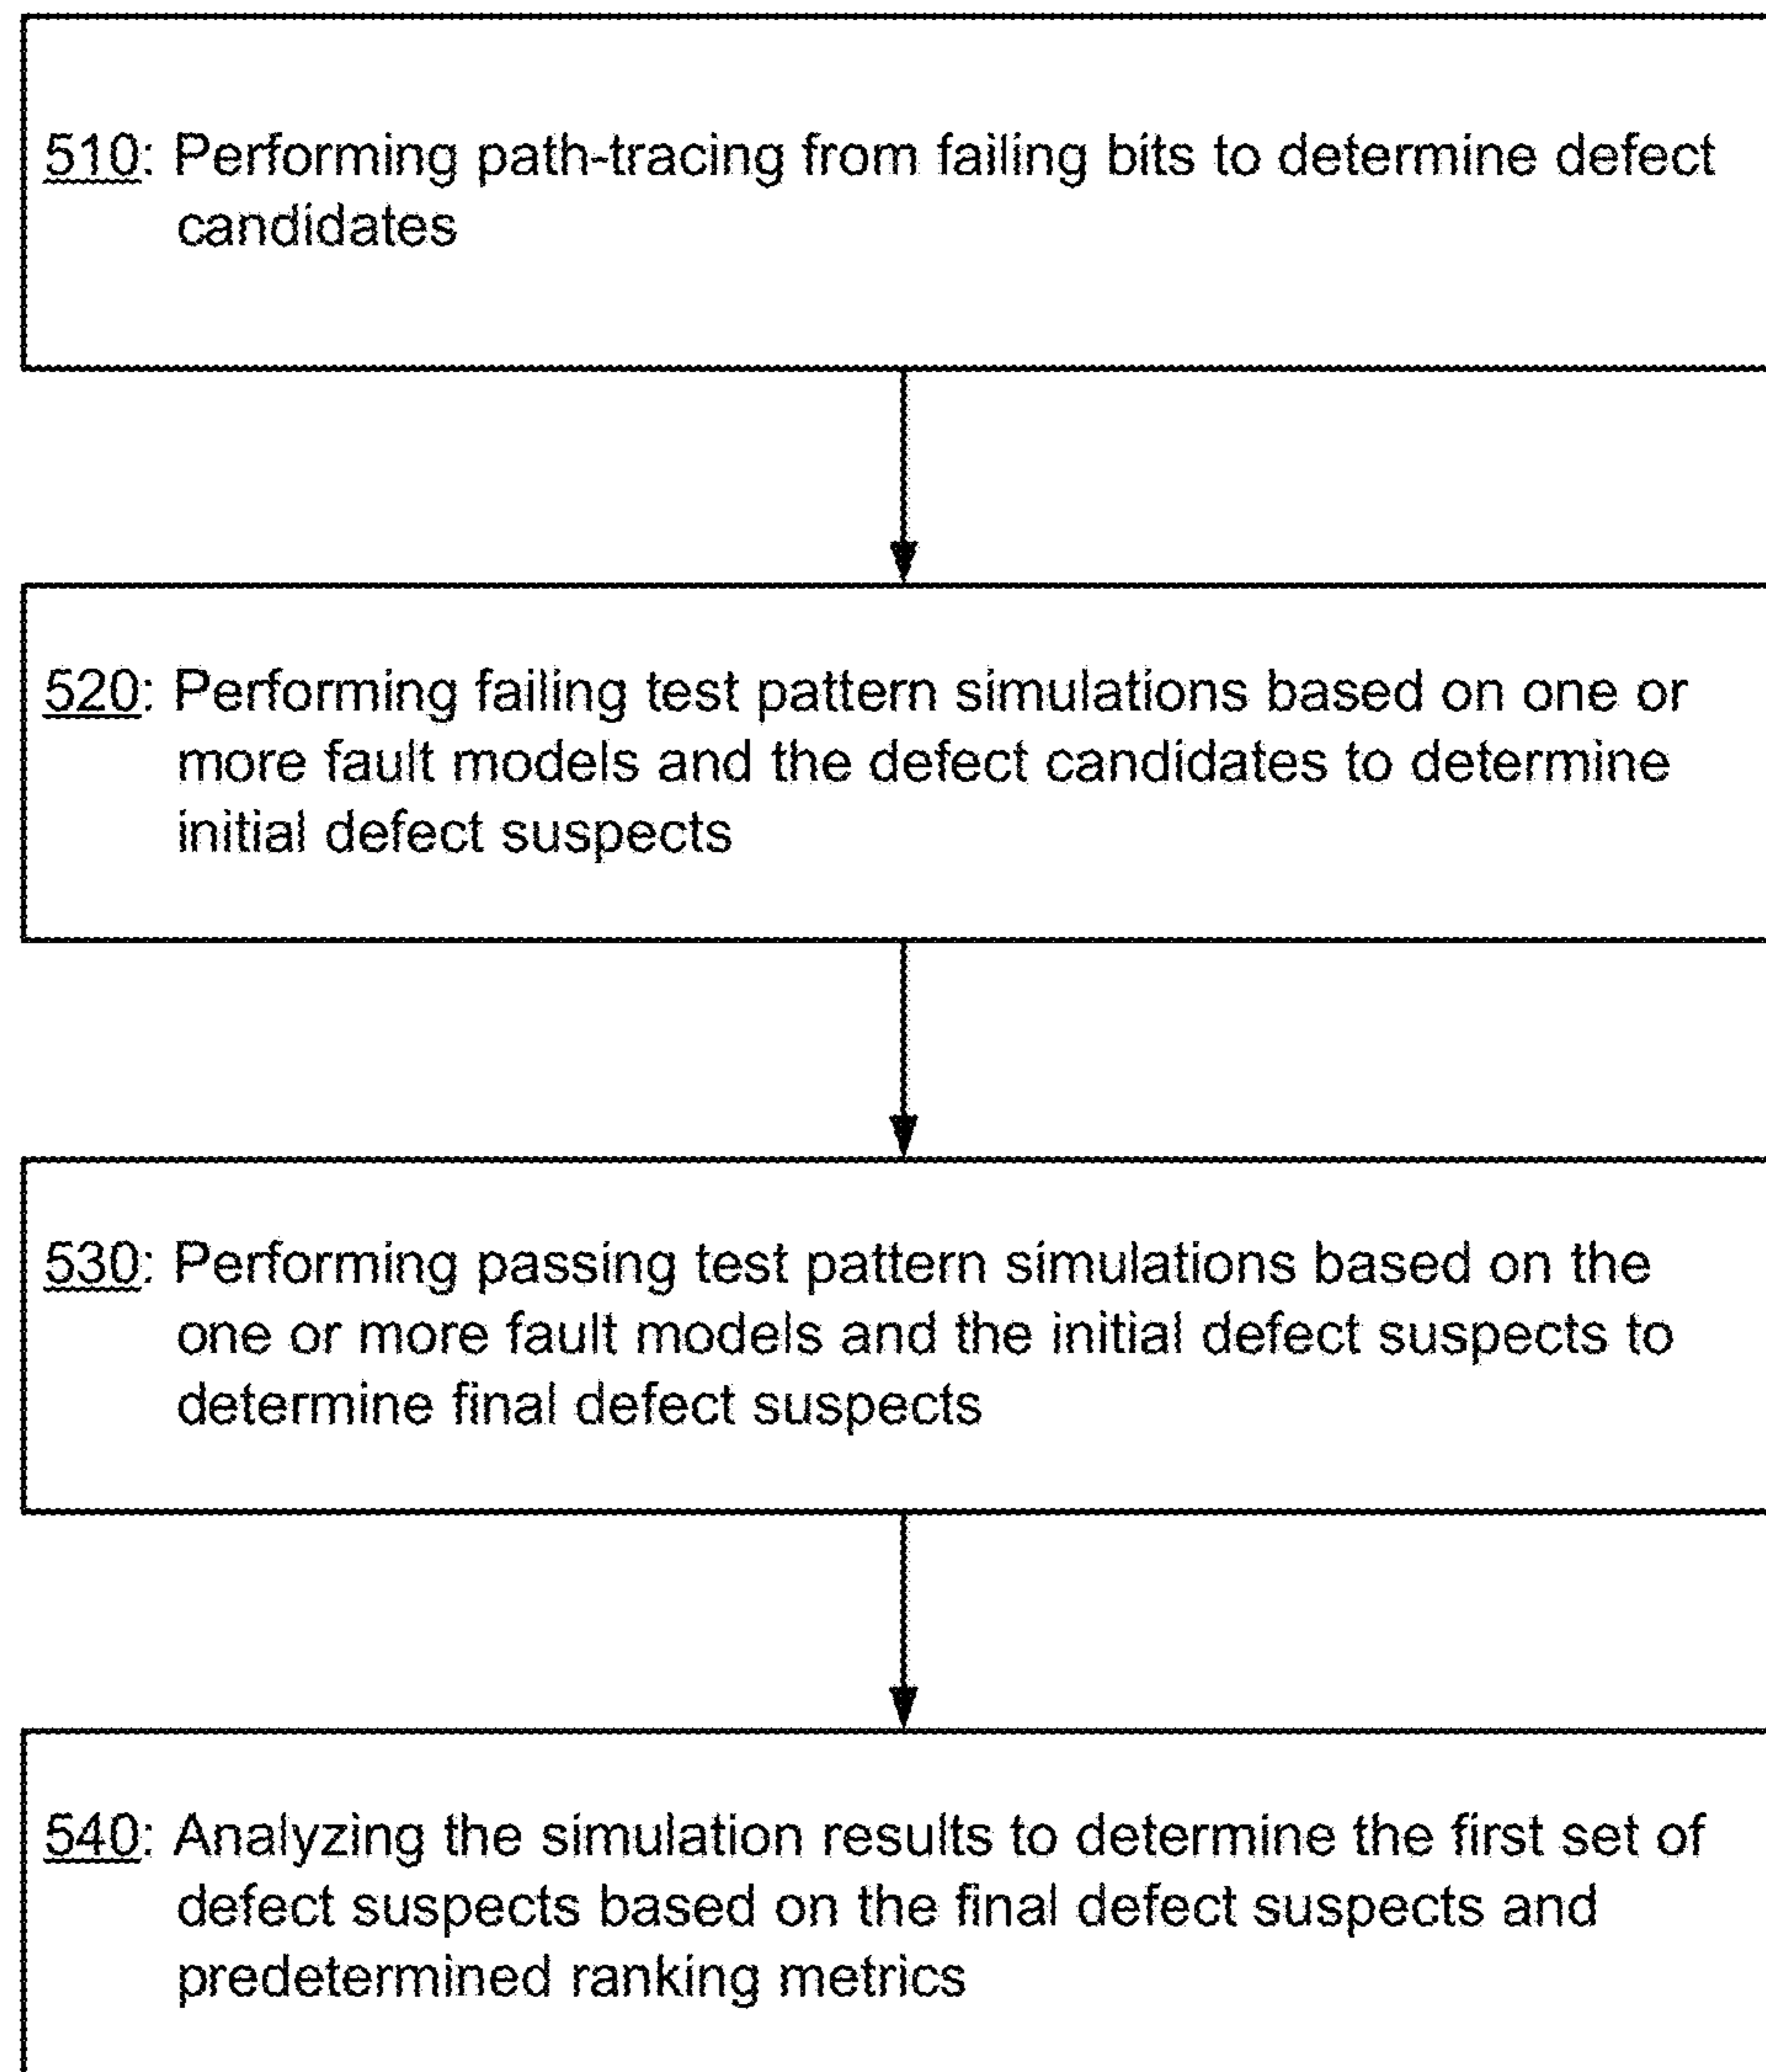 510: Performing path-tracing from failing bits to determine defect
candidates
520: Performing failing test pattern simulations based on one or
more fault models and the defect candidates to determine
initial defect suspects
530: Performing passing test pattern simulations based on the
one or more fault models and the initial defect suspects to
determine final defect suspects
540: Analyzing the simulation results to determine the first set of
defect suspects based on the final defect suspects and
predetermined ranking metrics